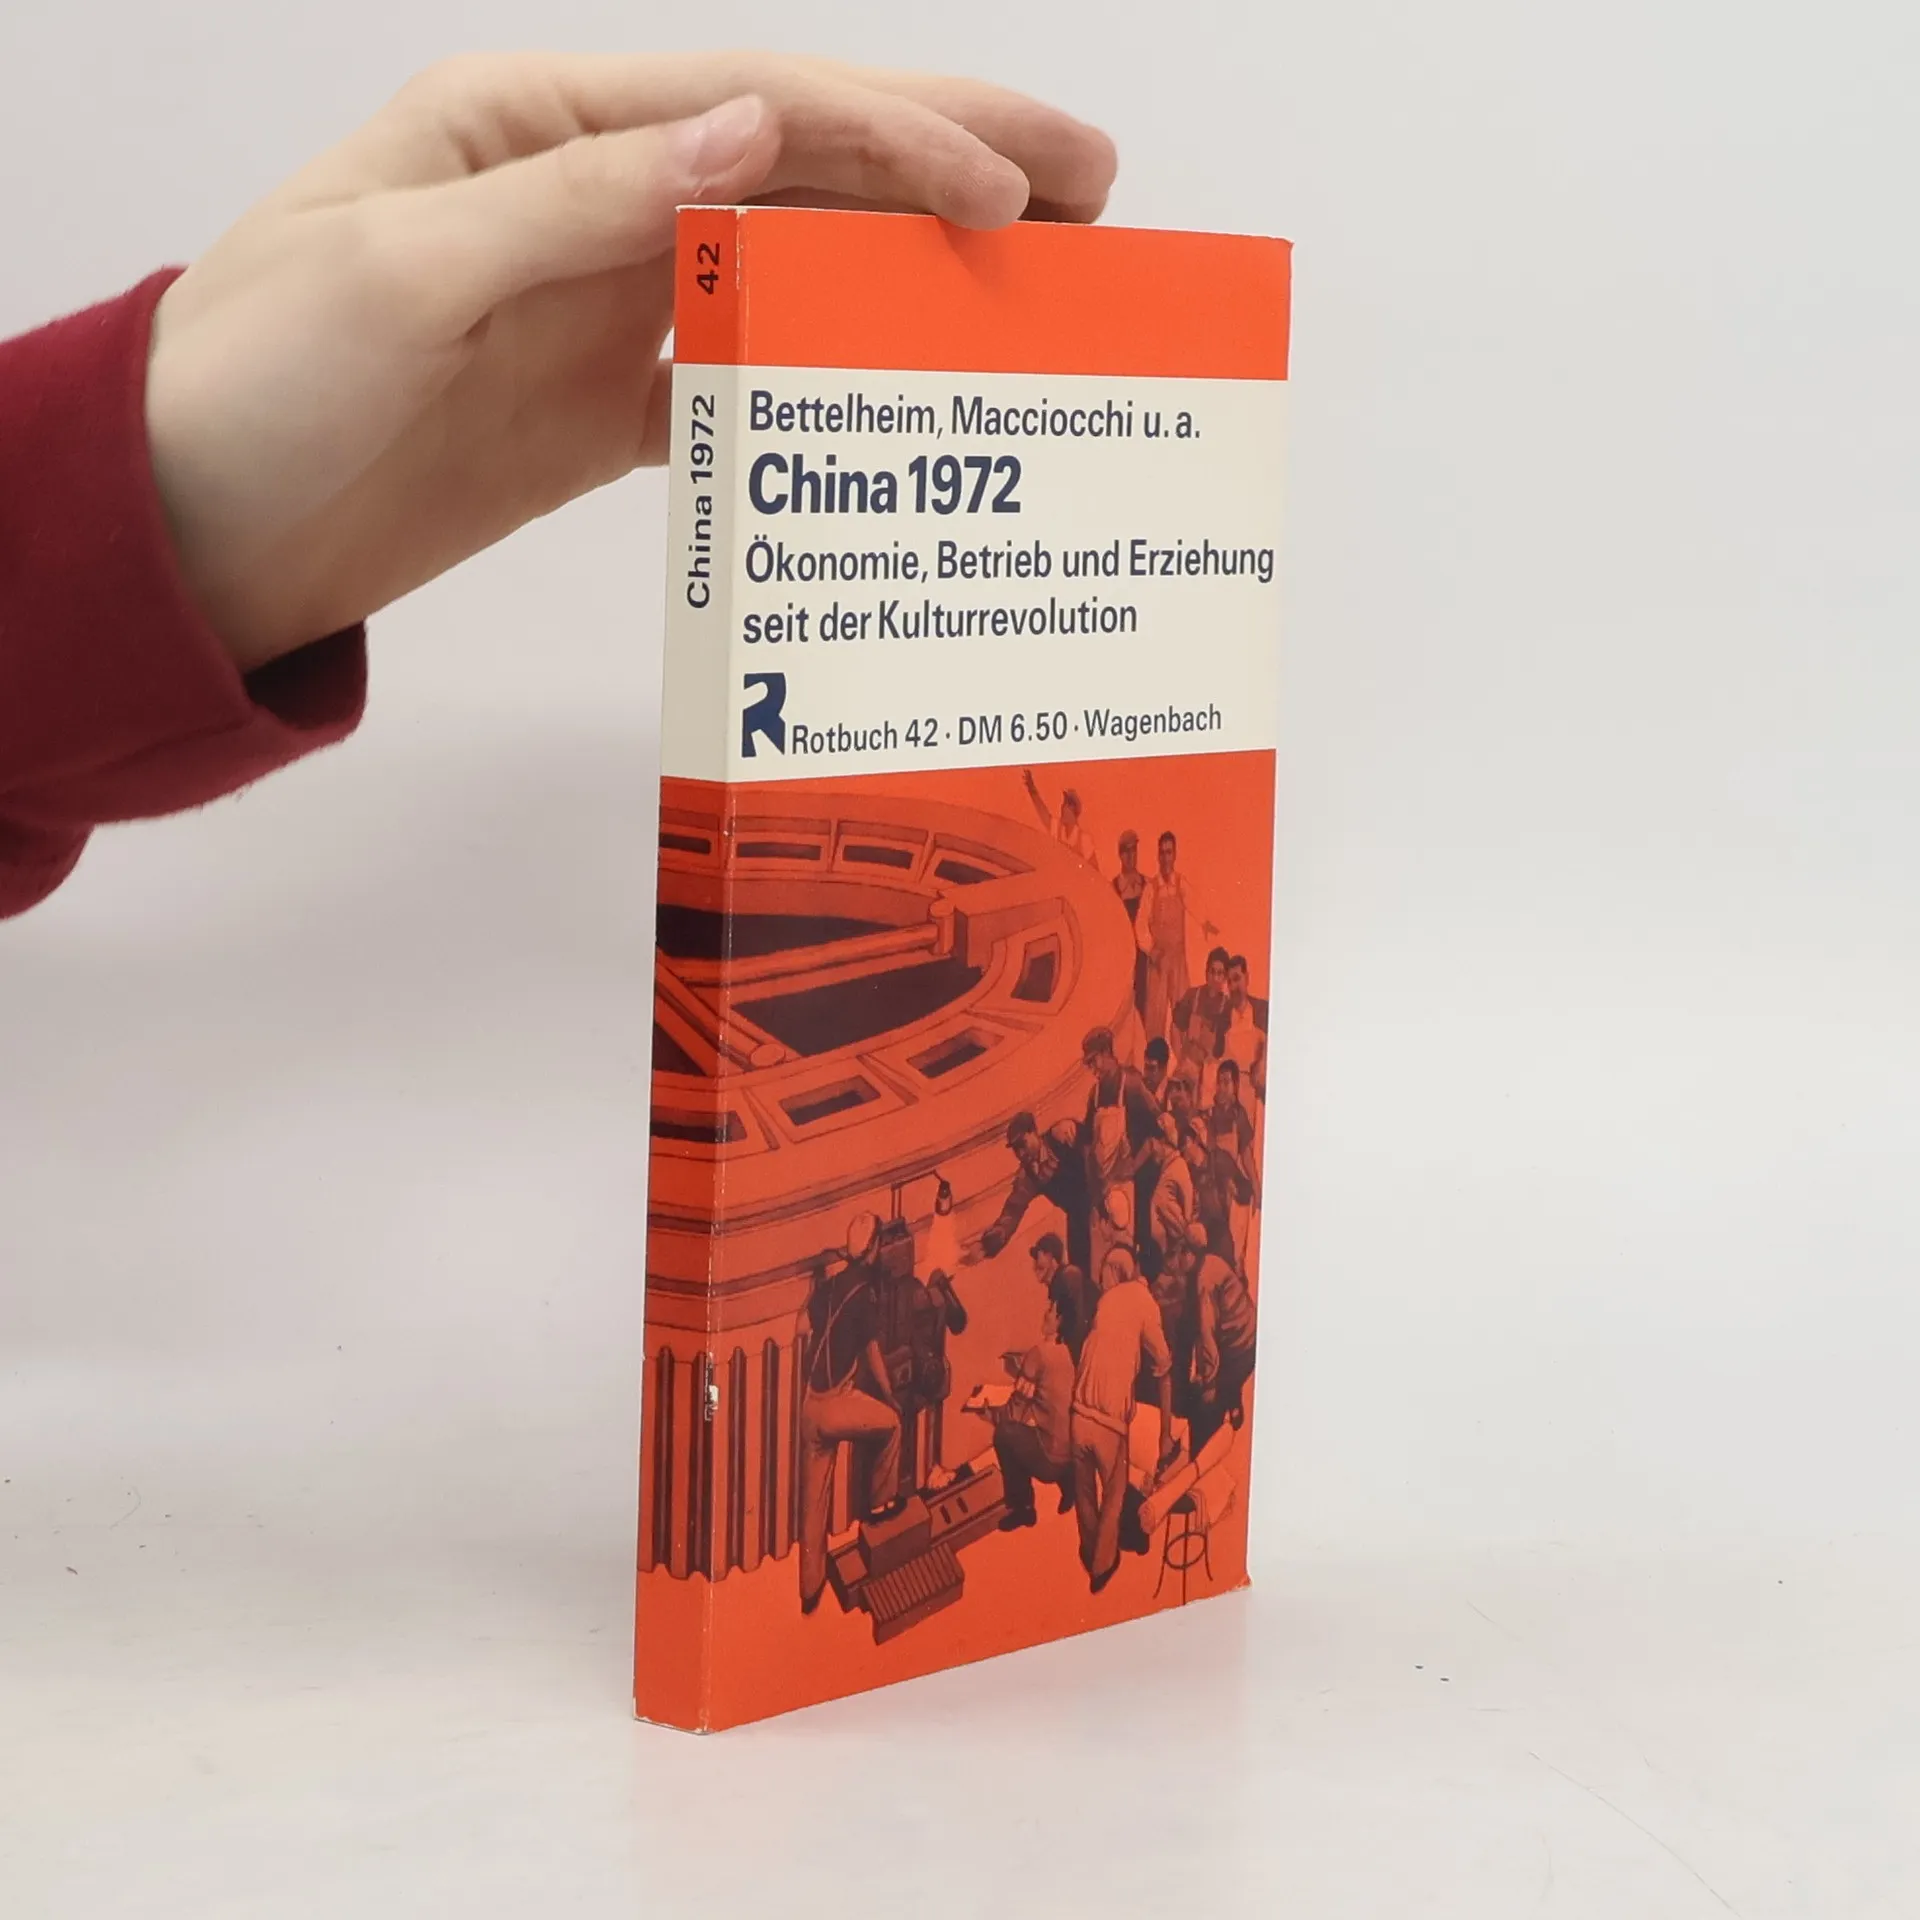 42
China 1972
Bettelheim, Macciocchi u. a.
China 1972
Ökonomie, Betrieb und Erziehung
seit der Kulturrevolution
Rotbuch 42 · DM 6.50 · Wagenbach